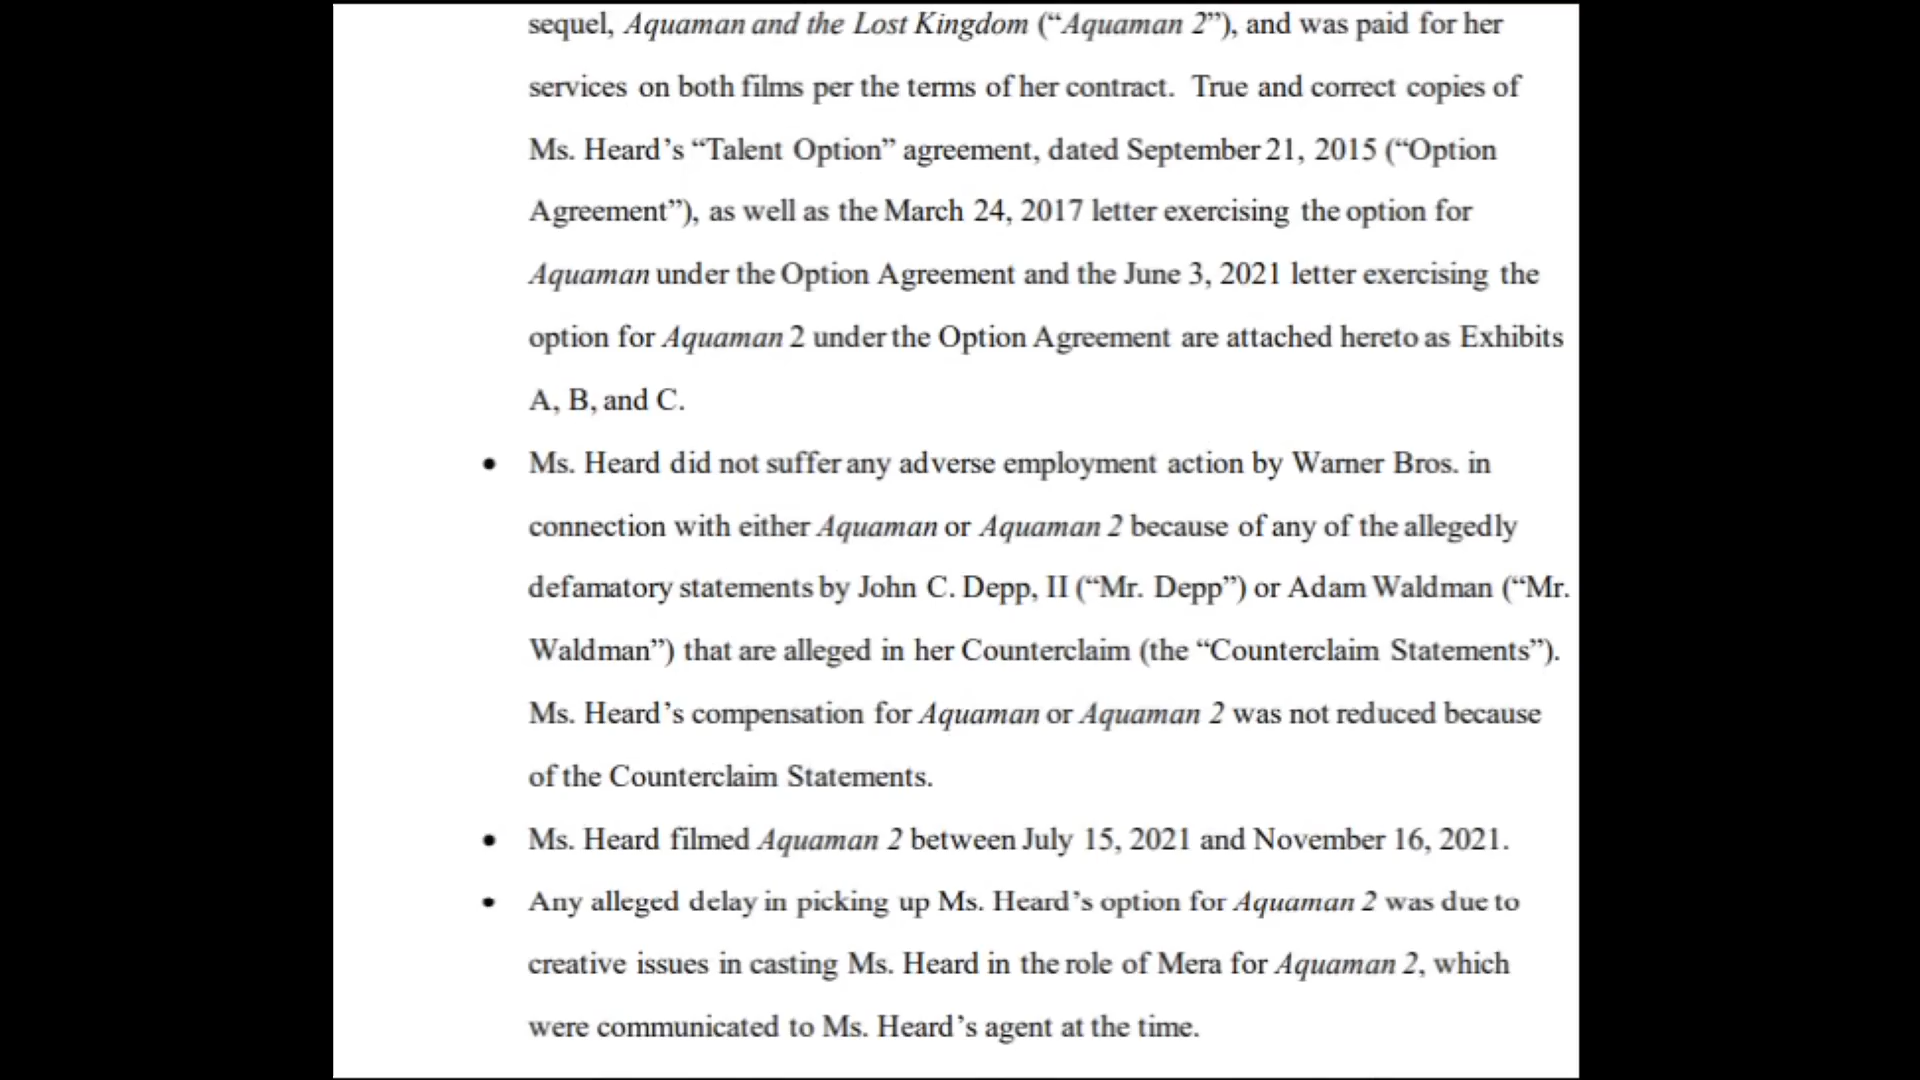 sequel, Aquaman and the Lost Kingdom (“Aquaman 2”), and was paid for her
services on both films per the terms of her contract. True and correct copies of
Ms. Heard’s “Talent Option” agreement, dated September 21, 2015 (“Option
Agreement”), as well as the March 24, 2017 letter exercising the option for
Aquaman under the Option Agreement and the June 3, 2021 letter exercising the
option for Aquaman 2 under the Option Agreement are attached hereto as Exhibits
A, B, and C.
• Ms. Heard did not suffer any adverse employment action by Warner Bros. in
connection with either Aquaman or Aquaman 2 because of any of the allegedly
defamatory statements by John C. Depp, II (“Mr. Depp”) or Adam Waldman (“Mr.
Waldman”) that are alleged in her Counterclaim (the “Counterclaim Statements”).
Ms. Heard’s compensation for Aquaman or Aquaman 2 was not reduced because
of the Counterclaim Statements.
• Ms. Heard filmed Aquaman 2 between July 15, 2021 and November 16, 2021.
• Any alleged delay in picking up Ms. Heard’s option for Aquaman 2 was due to
creative issues in casting Ms. Heard in the role of Mera for Aquaman 2, which
were communicated to Ms. Heard’s agent at the time.